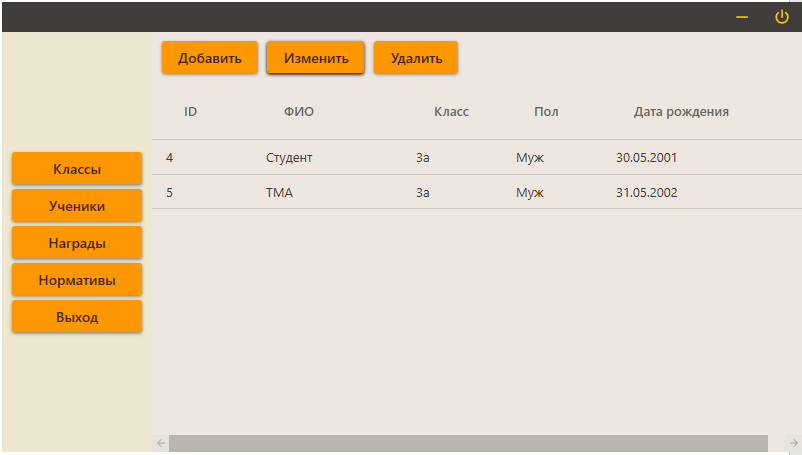 Добавить Изменить Удалить
ID ФИО Класс Пол Дата рождения
4 Студент 3а Муж 30.05.2001
5 ТМА 3а Муж 31.05.2002
Классы
Ученики
Награды
Нормативы
Выход